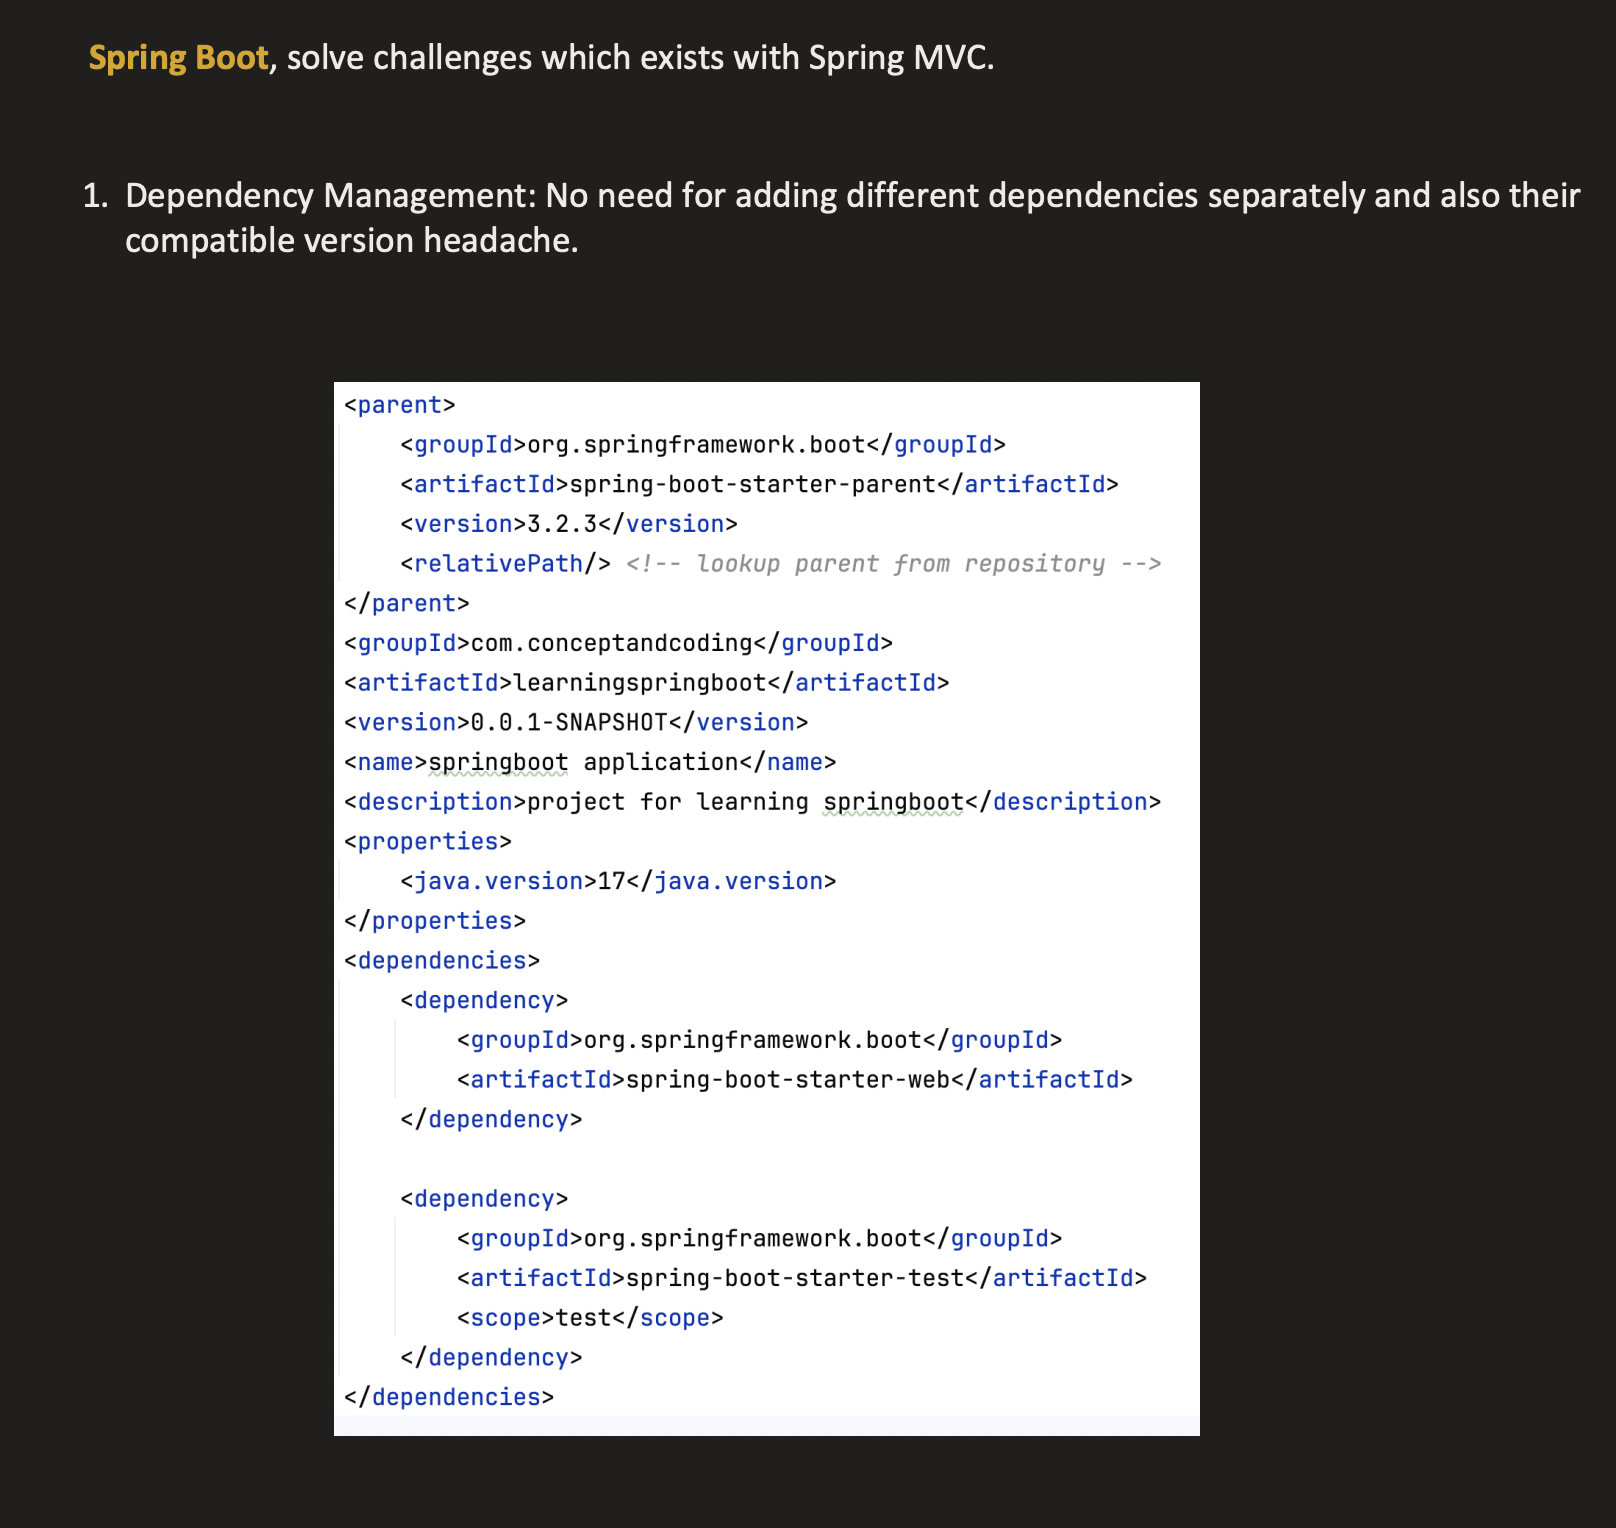 Spring Boot, solve challenges which exists with Spring MVC.
1. Dependency Management: No need for adding different dependencies separately and also their
compatible version headache.
<parent>
    <groupId>org.springframework.boot</groupId>
    <artifactId>spring-boot-starter-parent</artifactId>
    <version>3.2.3</version>
    <relativePath/> <!-- lookup parent from repository -->
</parent>
<groupId>com.conceptandcoding</groupId>
<artifactId>learningspringboot</artifactId>
<version>0.0.1-SNAPSHOT</version>
<name>springboot application</name>
<description>project for learning springboot</description>
<properties>
    <java.version>17</java.version>
</properties>
<dependencies>
    <dependency>
        <groupId>org.springframework.boot</groupId>
        <artifactId>spring-boot-starter-web</artifactId>
    </dependency>
    <dependency>
        <groupId>org.springframework.boot</groupId>
        <artifactId>spring-boot-starter-test</artifactId>
        <scope>test</scope>
    </dependency>
</dependencies>